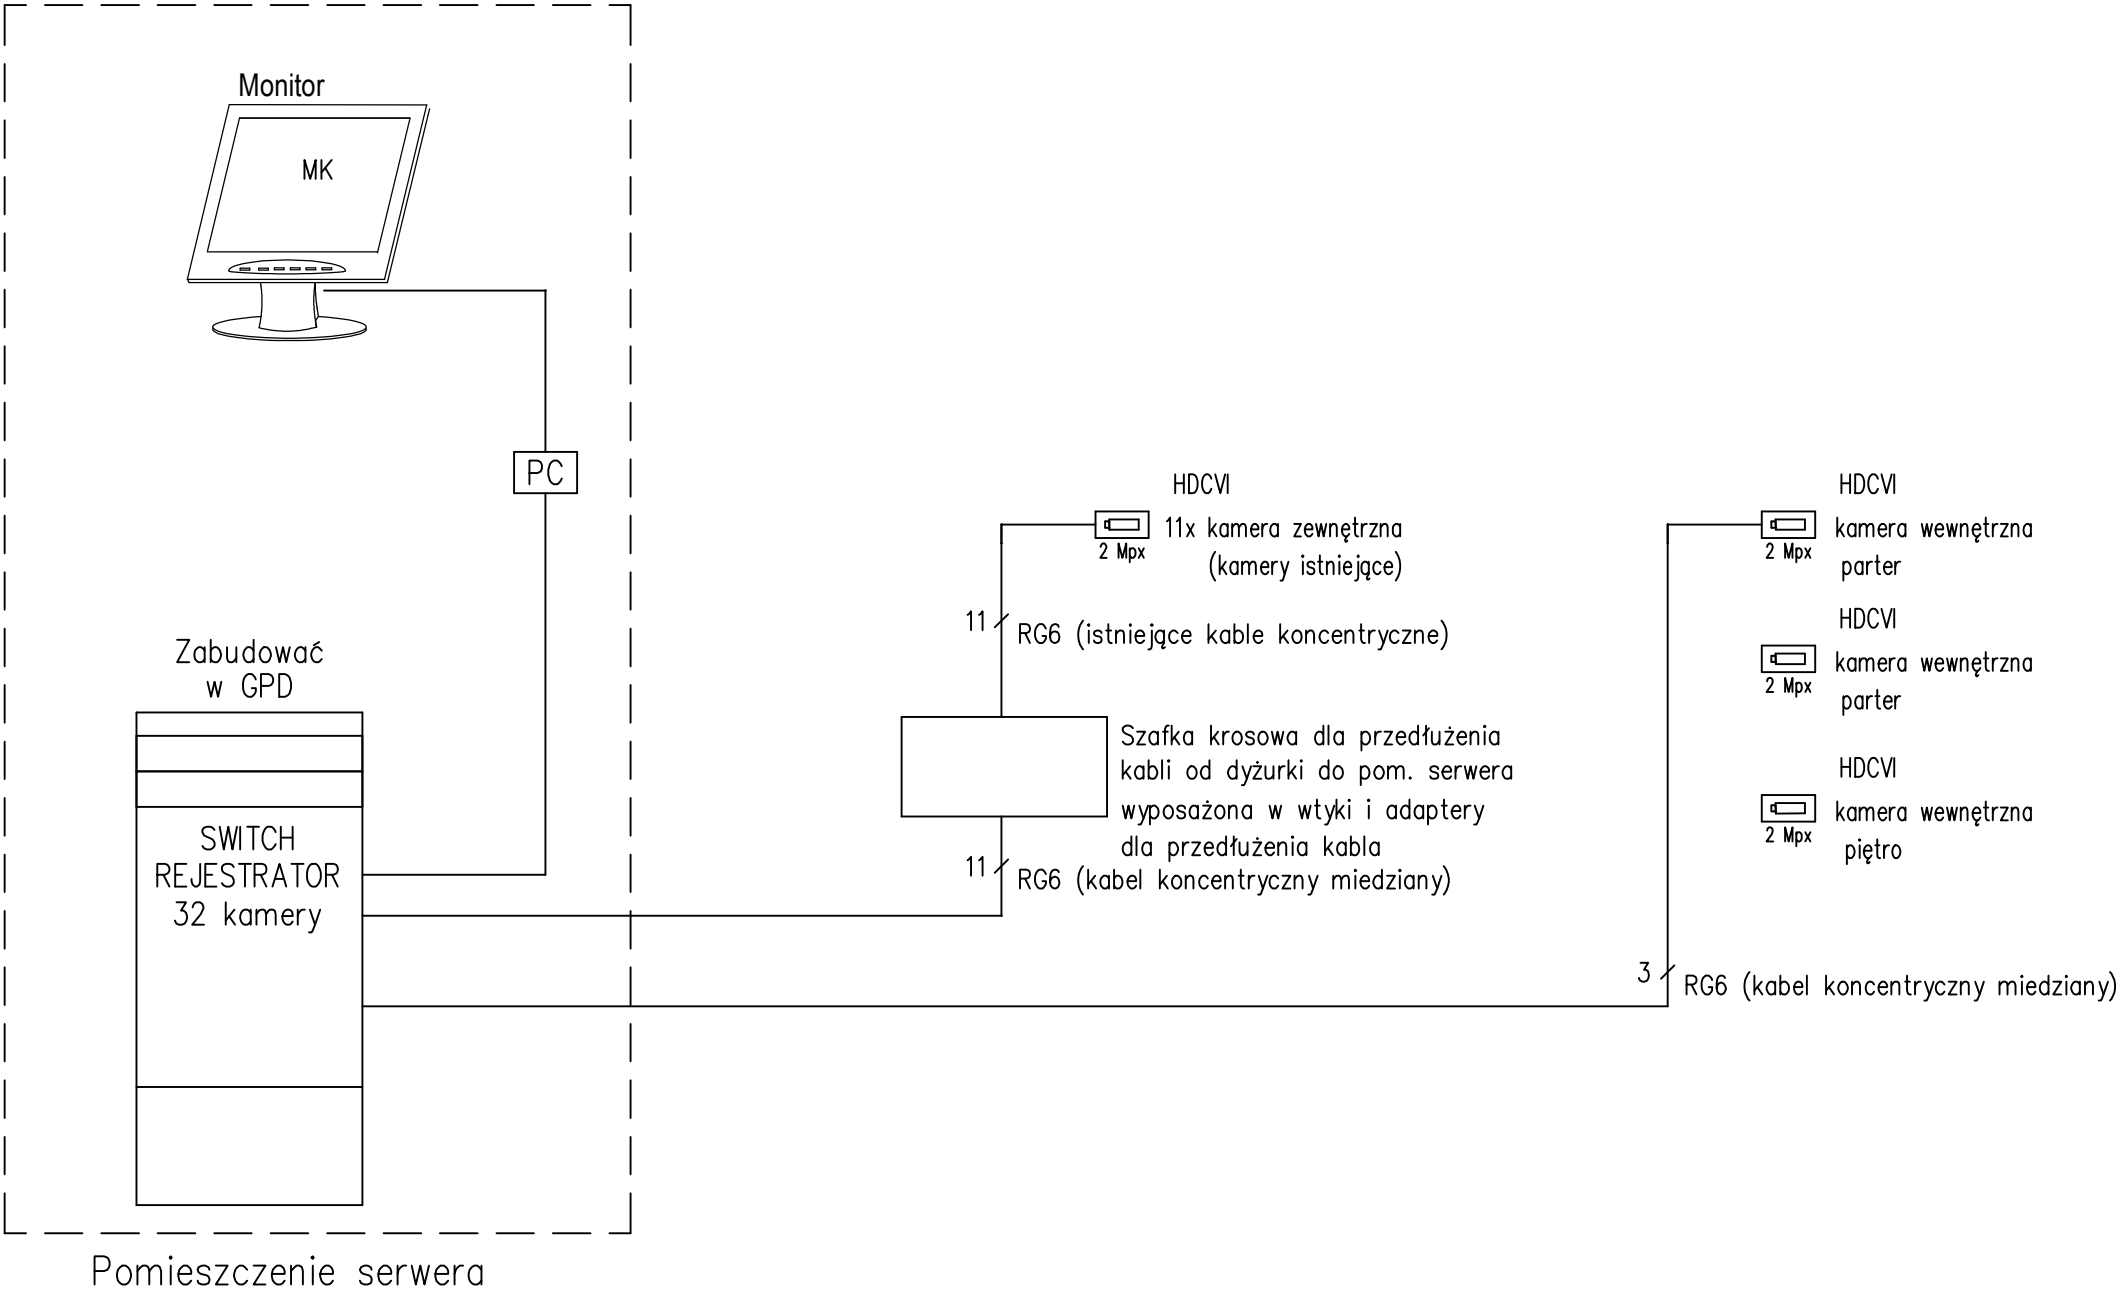 Monitor
MK
PC
Zabudować
w GPD
SWITCH
REJESTRATOR
32 kamery
Pomieszczenie serwera
HDCVI
11x kamera zewnętrzna
2 Mpx
(kamery istniejące)
11
RG6 (istniejące kable koncentryczne)
Szafka krosowa dla przedłużenia
kabli od dyżurki do pom. serwera
wyposażona w wtyki i adaptery
dla przedłużenia kabla
11
RG6 (kabel koncentryczny miedziany)
HDCVI
kamera wewnętrzna
2 Mpx
parter
HDCVI
kamera wewnętrzna
2 Mpx
parter
HDCVI
kamera wewnętrzna
2 Mpx
piętro
3
RG6 (kabel koncentryczny miedziany)